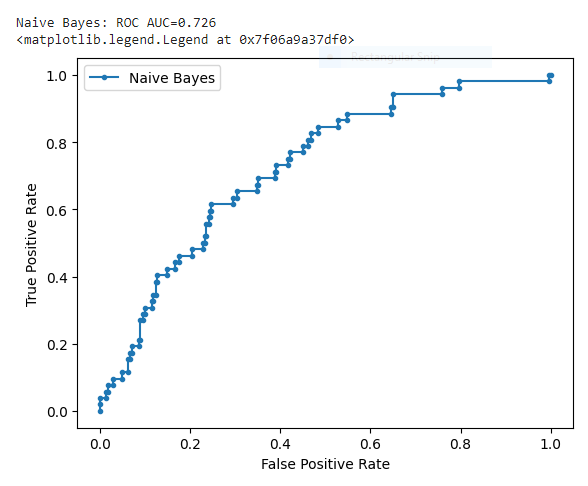 Naive Bayes: ROC AUC=0.726
<matplotlib.legend.Legend at 0x7f06a9a37df0>
Rectangular Snip
Naive Bayes
1.0
0.8
0.6
0.4
0.2
0.0
True Positive Rate
0.0 0.2 0.4 0.6 0.8 1.0
False Positive Rate